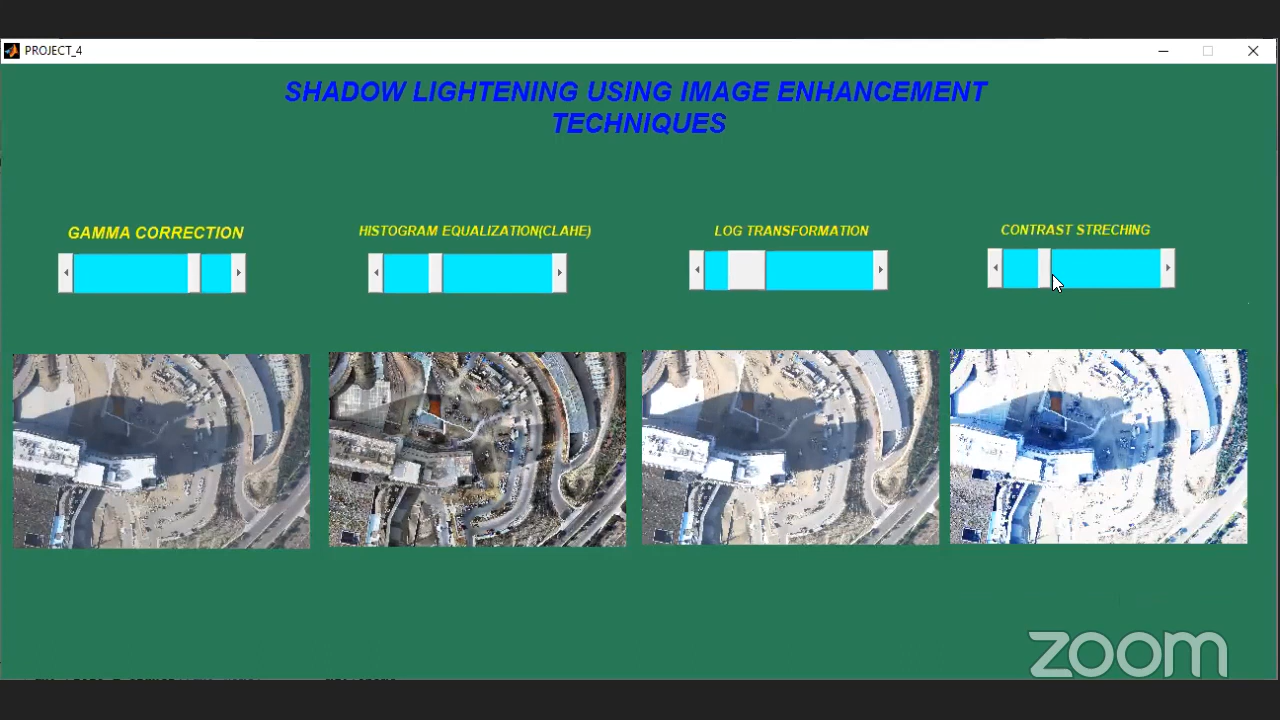 PROJECT_4
SHADOW LIGHTENING USING IMAGE ENHANCEMENT
TECHNIQUES
GAMMA CORRECTION
HISTOGRAM EQUALIZATION(CLAHE)
LOG TRANSFORMATION
CONTRAST STRECHING
zoom